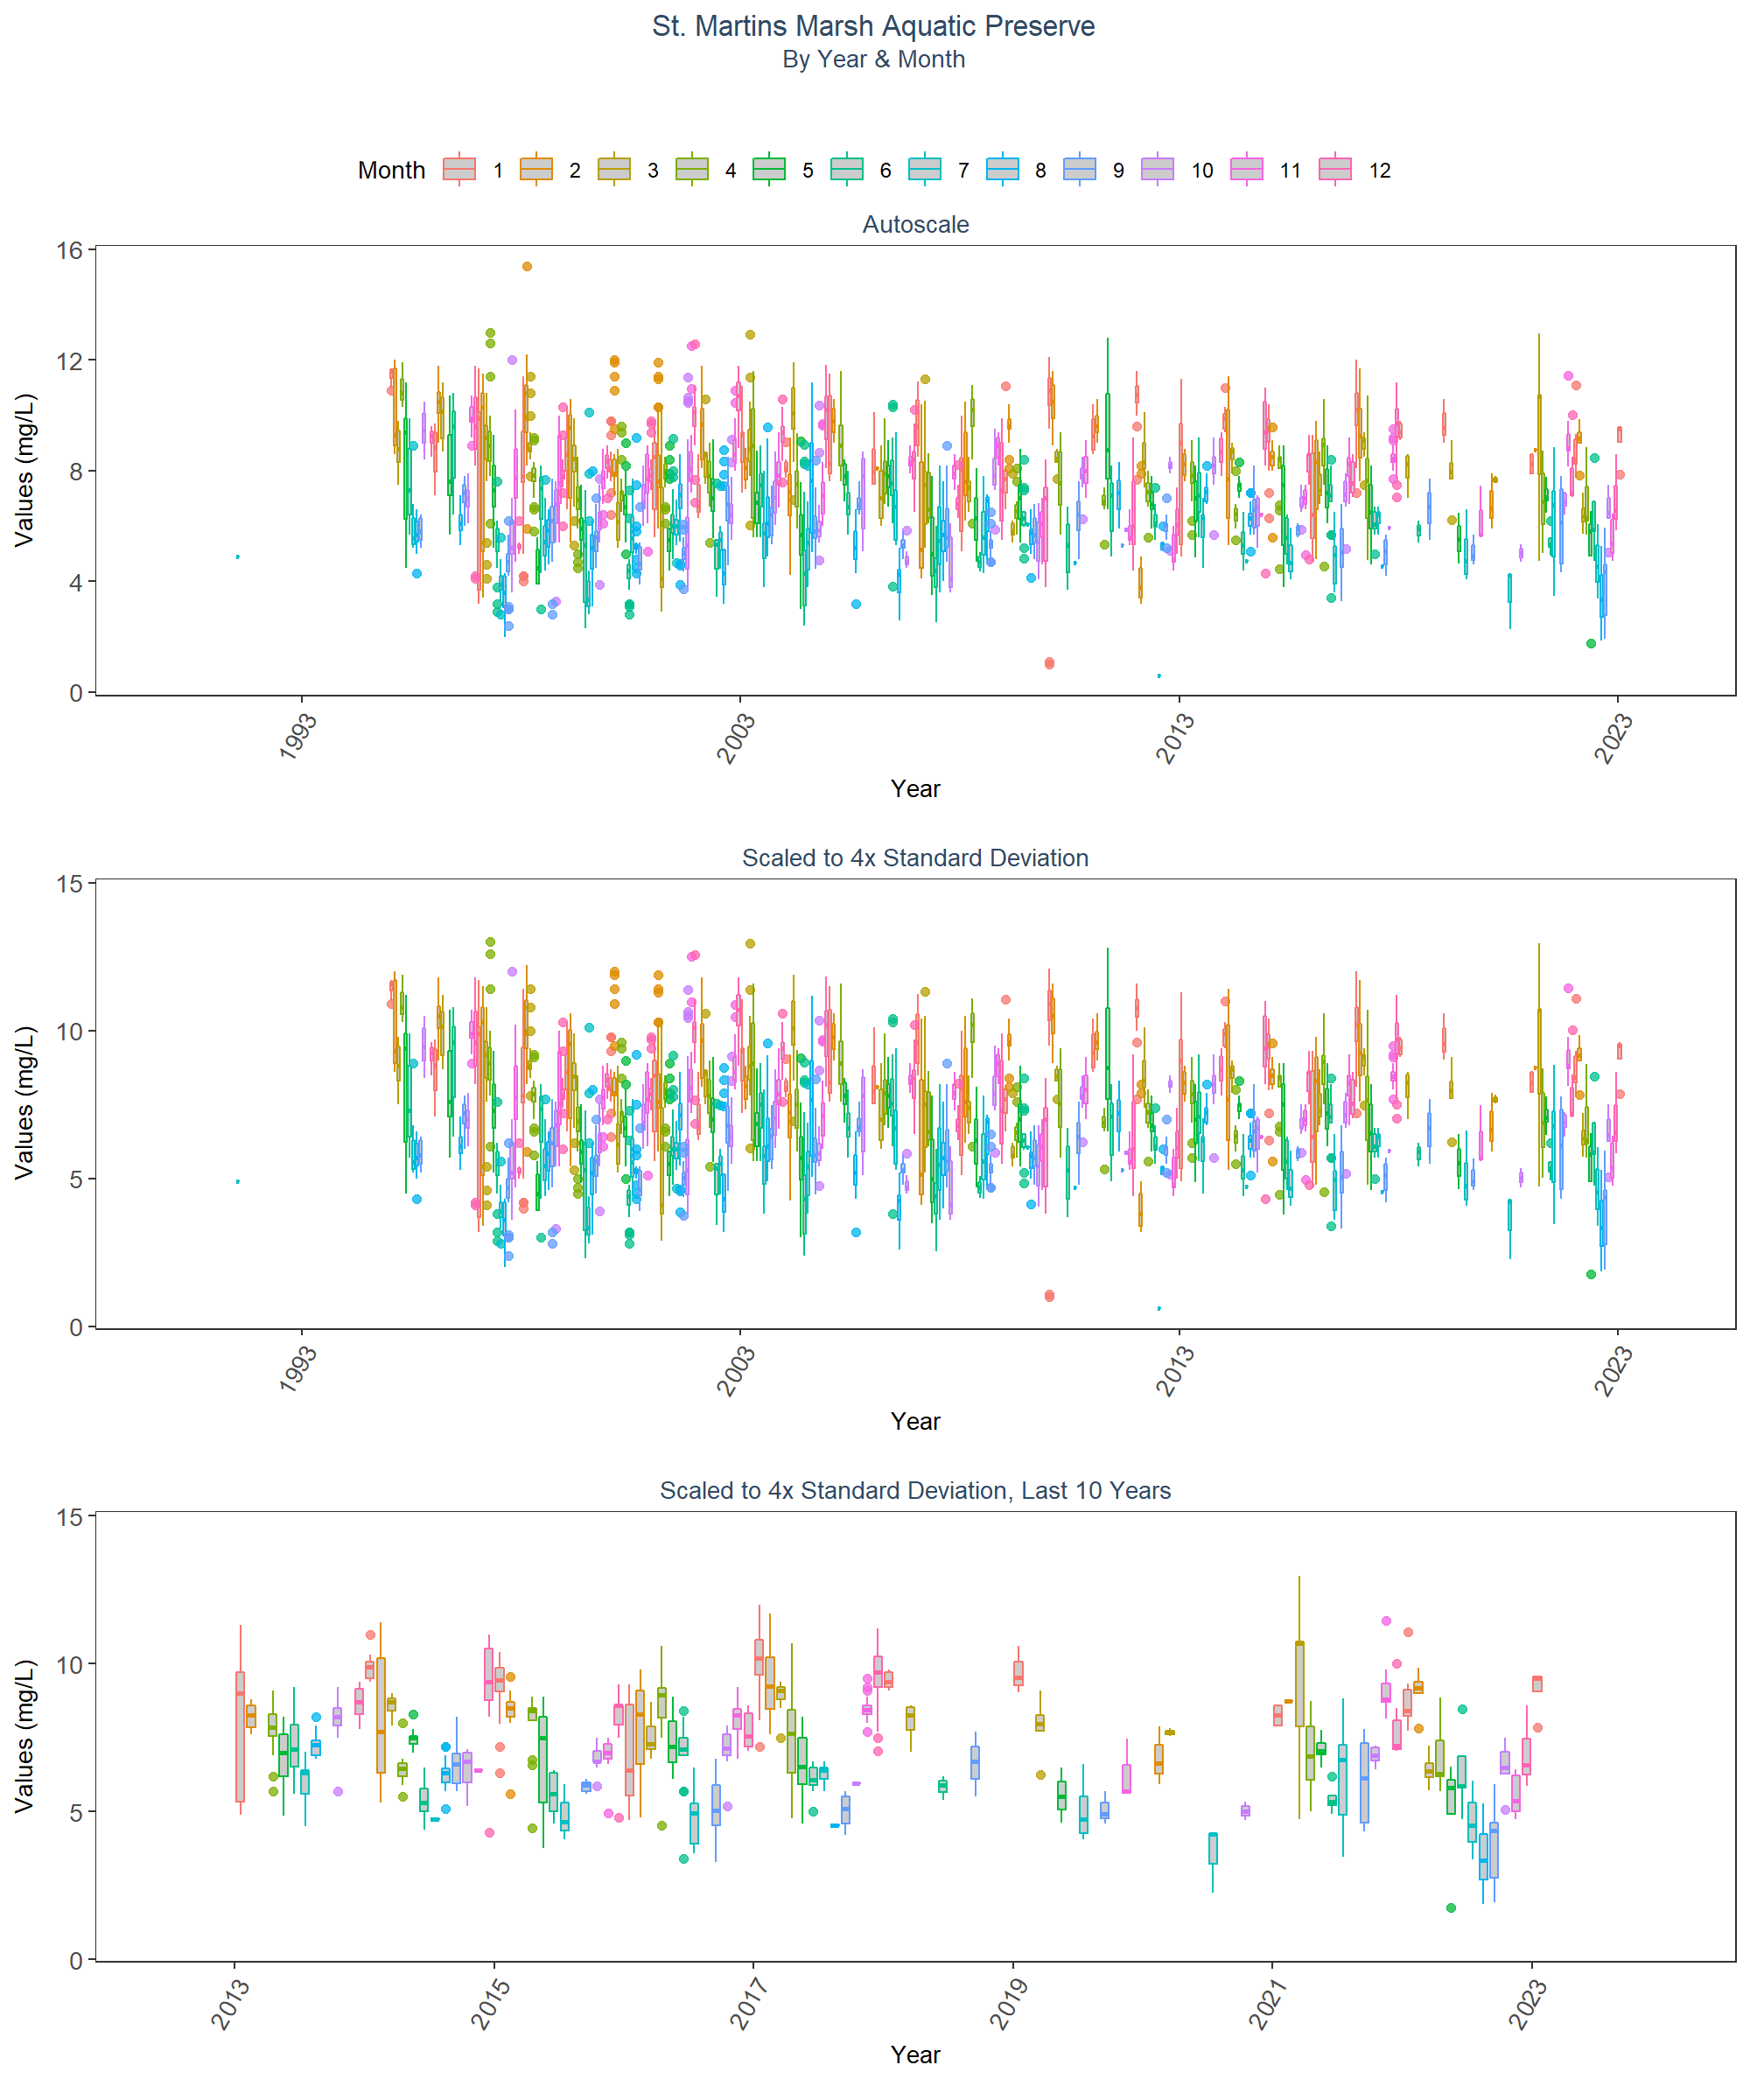 St. Martins Marsh Aquatic Preserve
By Year & Month
Month 1 2 3 4 5 6 7 8 9 10 11 12
Autoscale
16
12
8
4
0
Values (mg/L)
1993 2003 2013 2023
Year
Scaled to 4x Standard Deviation
15
10
5
0
Values (mg/L)
1993 2003 2013 2023
Year
Scaled to 4x Standard Deviation, Last 10 Years
15
10
5
0
Values (mg/L)
2013 2015 2017 2019 2021 2023
Year